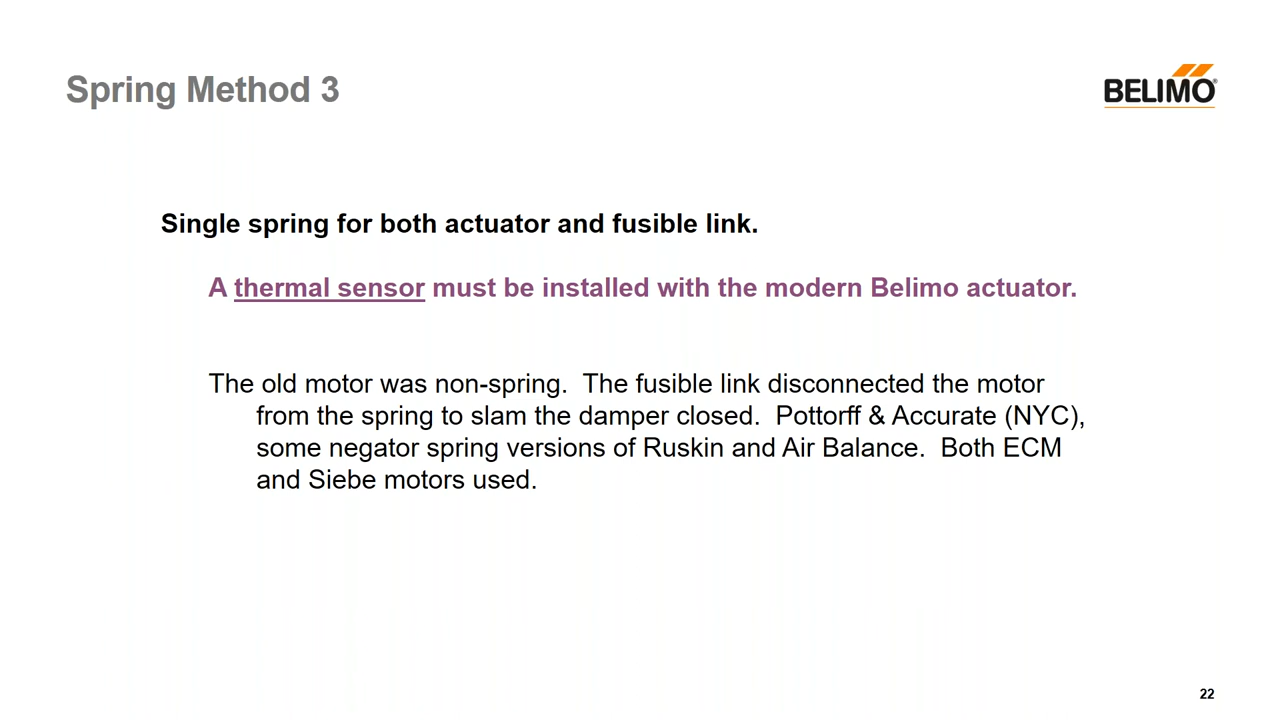 Spring Method 3
BELIMO
Single spring for both actuator and fusible link.
A thermal sensor must be installed with the modern Belimo actuator.
The old motor was non-spring.  The fusible link disconnected the motor
from the spring to slam the damper closed.  Pottorff & Accurate (NYC),
some negator spring versions of Ruskin and Air Balance.  Both ECM
and Siebe motors used.
22